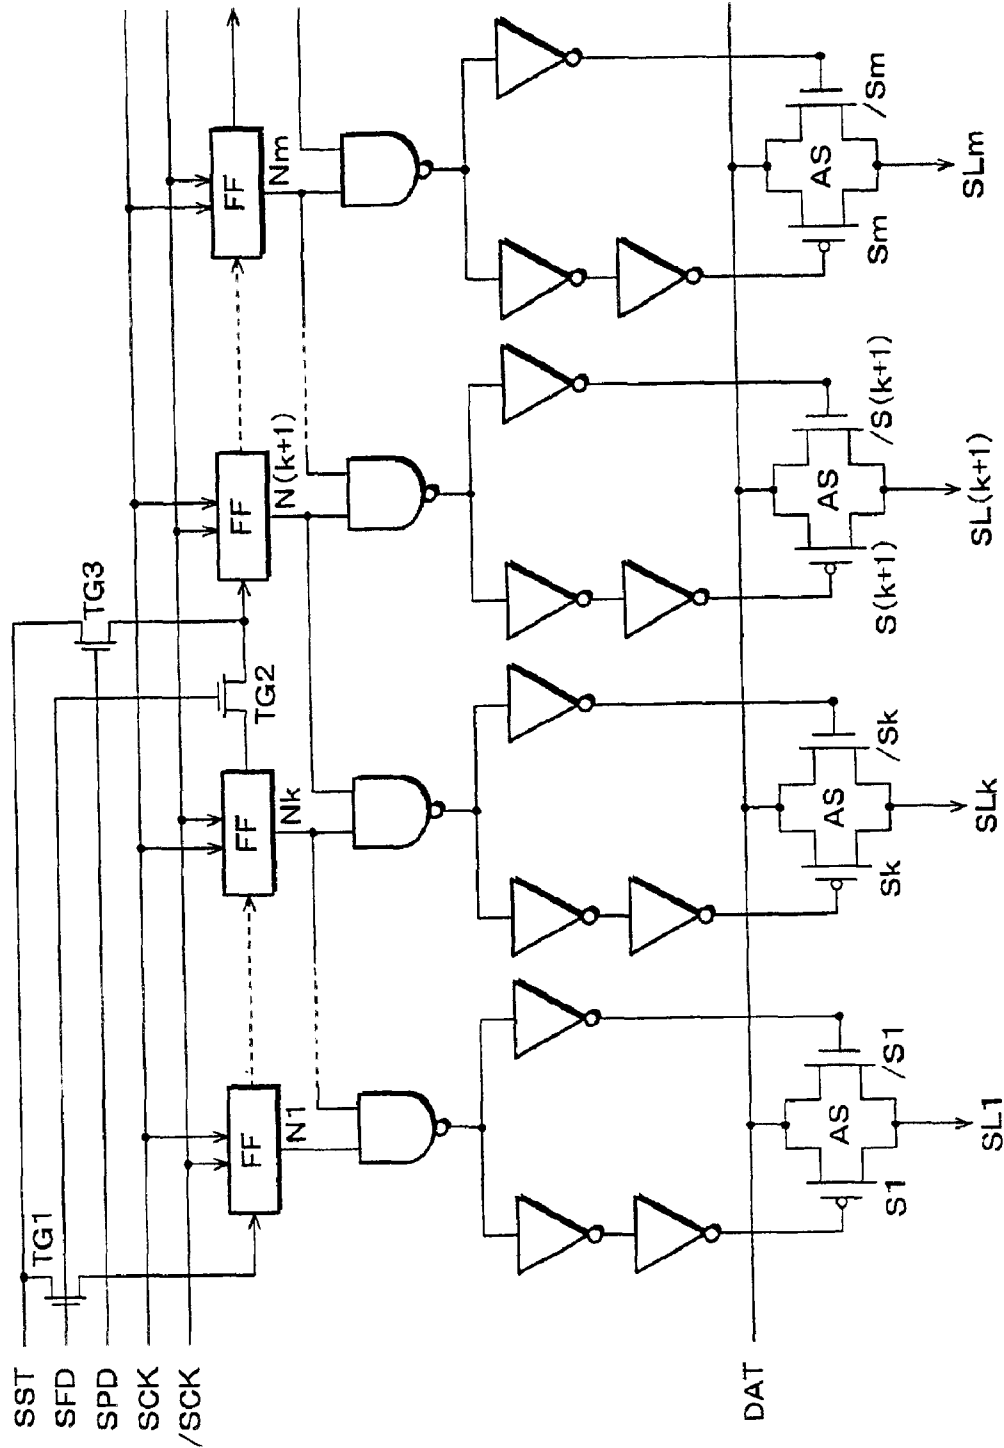 SST
SFD
SPD
SCK
/SCK
TG1
TG2
TG3
FF
FF
FF
FF
N1
Nk
N(k+1)
Nm
DAT
AS
AS
AS
AS
S1
/S1
Sk
/Sk
S(k+1)
/S(k+1)
Sm
/Sm
SL1
SLk
SL(k+1)
SLm